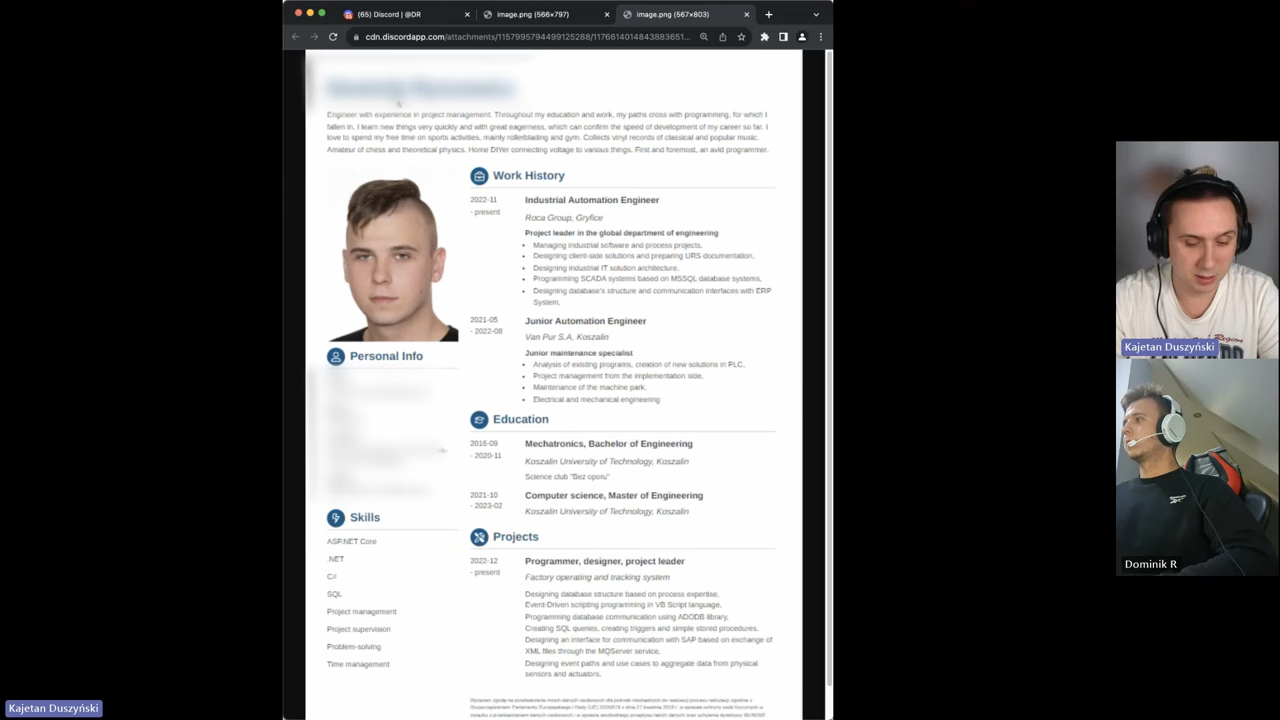 (65) Discord | @DR
image.png (566×797)
image.png (567×803)
cdn.discordapp.com/attachments/1157995794499125288/1176614014843883651...
Engineer with experience in project management. Throughout my education and work, my paths cross with programming, for which I
fallen in. I learn new things very quickly and with great eagerness, which can confirm the speed of development of my career so far. I
love to spend my free time on sports activities, mainly rollerblading and gym. Collects vinyl records of classical and popular music.
Amateur of chess and theoretical physics. Home DIYer connecting voltage to various things. First and foremost, an avid programmer.
Work History
2022-11
- present
Industrial Automation Engineer
Roca Group, Gryfice
Project leader in the global department of engineering
• Managing industrial software and process projects,
• Designing client-side solutions and preparing URS documentation,
• Designing industrial IT solution architecture,
• Programming SCADA systems based on MSSQL database systems,
• Designing database's structure and communication interfaces with ERP
System,
2021-05
- 2022-08
Junior Automation Engineer
Van Pur S.A, Koszalin
Junior maintenance specialist
• Analysis of existing programs, creation of new solutions in PLC,
• Project management from the implementation side,
• Maintenance of the machine park,
• Electrical and mechanical engineering
Education
2016-09
- 2020-11
Mechatronics, Bachelor of Engineering
Koszalin University of Technology, Koszalin
Science club "Bez oporu"
2021-10
- 2023-02
Computer science, Master of Engineering
Koszalin University of Technology, Koszalin
Projects
2022-12
- present
Programmer, designer, project leader
Factory operating and tracking system
Designing database structure based on process expertise,
Event-Driven scripting programming in VB Script language,
Programming database communication using ADODB library,
Creating SQL queries, creating triggers and simple stored procedures,
Designing an interface for communication with SAP based on exchange of
XML files through the MQServer service,
Designing event paths and use cases to aggregate data from physical
sensors and actuators,
Personal Info
Skills
ASP.NET Core
.NET
C#
SQL
Project management
Project supervision
Problem-solving
Time management
Kajetan Duszyński
Dominik R
Kajetan Duszyński